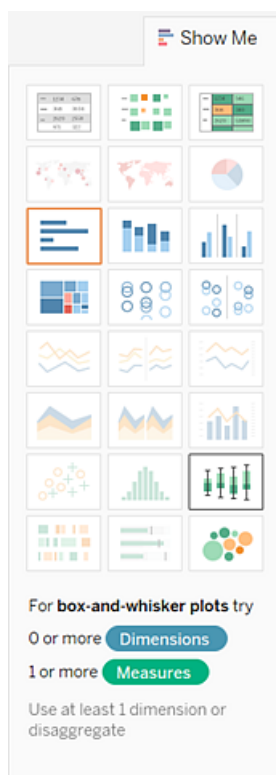 Show Me
For box-and-whisker plots try
0 or more Dimensions
1 or more Measures
Use at least 1 dimension or
disaggregate